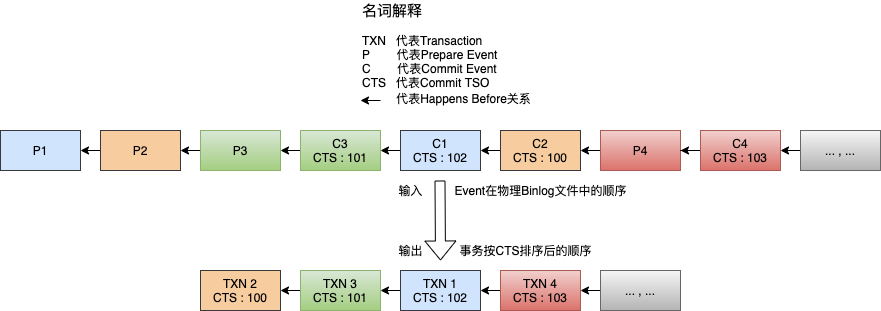 名词解释
TXN 代表Transaction
P 代表Prepare Event
C 代表Commit Event
CTS 代表Commit TSO
代表Happens Before关系
P1
P2
P3
C3
CTS : 101
C1
CTS : 102
C2
CTS : 100
P4
C4
CTS : 103
... , ...
输入
Event在物理Binlog文件中的顺序
输出
事务按CTS排序后的顺序
TXN 2
CTS : 100
TXN 3
CTS : 101
TXN 1
CTS : 102
TXN 4
CTS : 103
... , ...